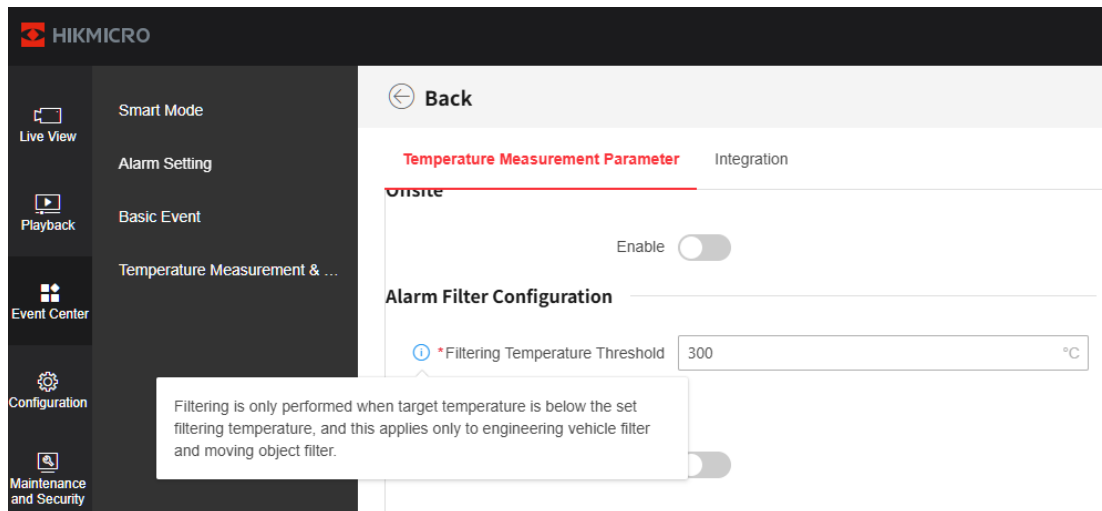 HIKMICRO
Live View
Playback
Event Center
Configuration
Maintenance
and Security
Smart Mode
Alarm Setting
Basic Event
Temperature Measurement & ...
Back
Temperature Measurement Parameter
Integration
Onsite
Enable
Alarm Filter Configuration
*Filtering Temperature Threshold
300
°C
Filtering is only performed when target temperature is below the set
filtering temperature, and this applies only to engineering vehicle filter
and moving object filter.